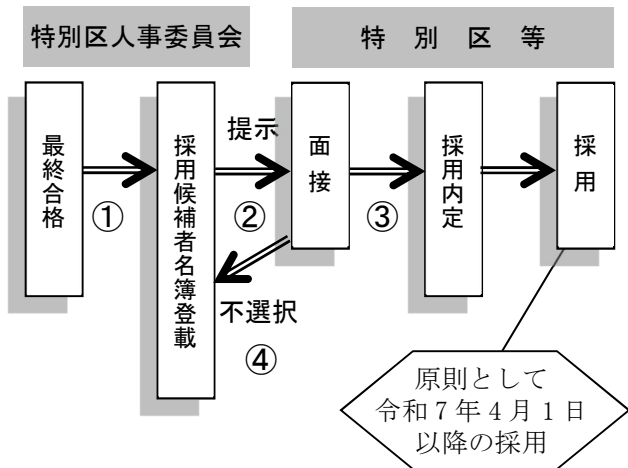 特別区人事委員会
特別区等
最終合格
①
採用候補者名簿登載
提示
②
面接
③
採用内定
採用
不選択
④
原則として
令和７年４月１日
以降の採用